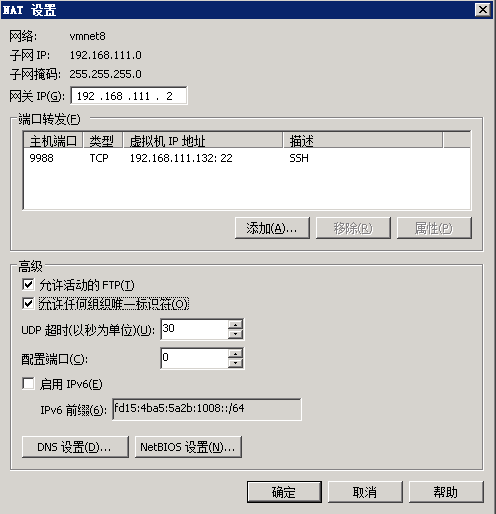 NAT 设置
网络: vmnet8
子网 IP: 192.168.111.0
子网掩码: 255.255.255.0
网关 IP(G): 192 .168 .111 . 2
端口转发(F)
主机端口 类型 虚拟机 IP 地址 描述
9988 TCP 192.168.111.132: 22 SSH
添加(A)... 移除(R) 属性(P)
高级
允许活动的 FTP(T)
允许任何组织唯一标识符(O)
UDP 超时(以秒为单位)(U): 30
配置端口(C): 0
启用 IPv6(E)
IPv6 前缀(6): fd15:4ba5:5a2b:1008::/64
DNS 设置(D)... NetBIOS 设置(N)...
确定 取消 帮助